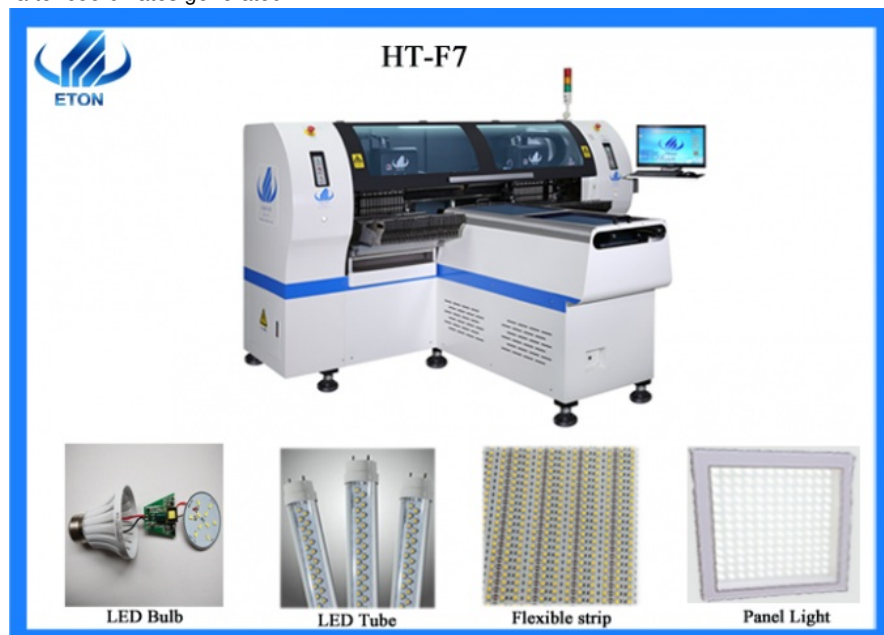 HT-F7
ETON
LED Bulb
LED Tube
Flexible strip
Panel Light